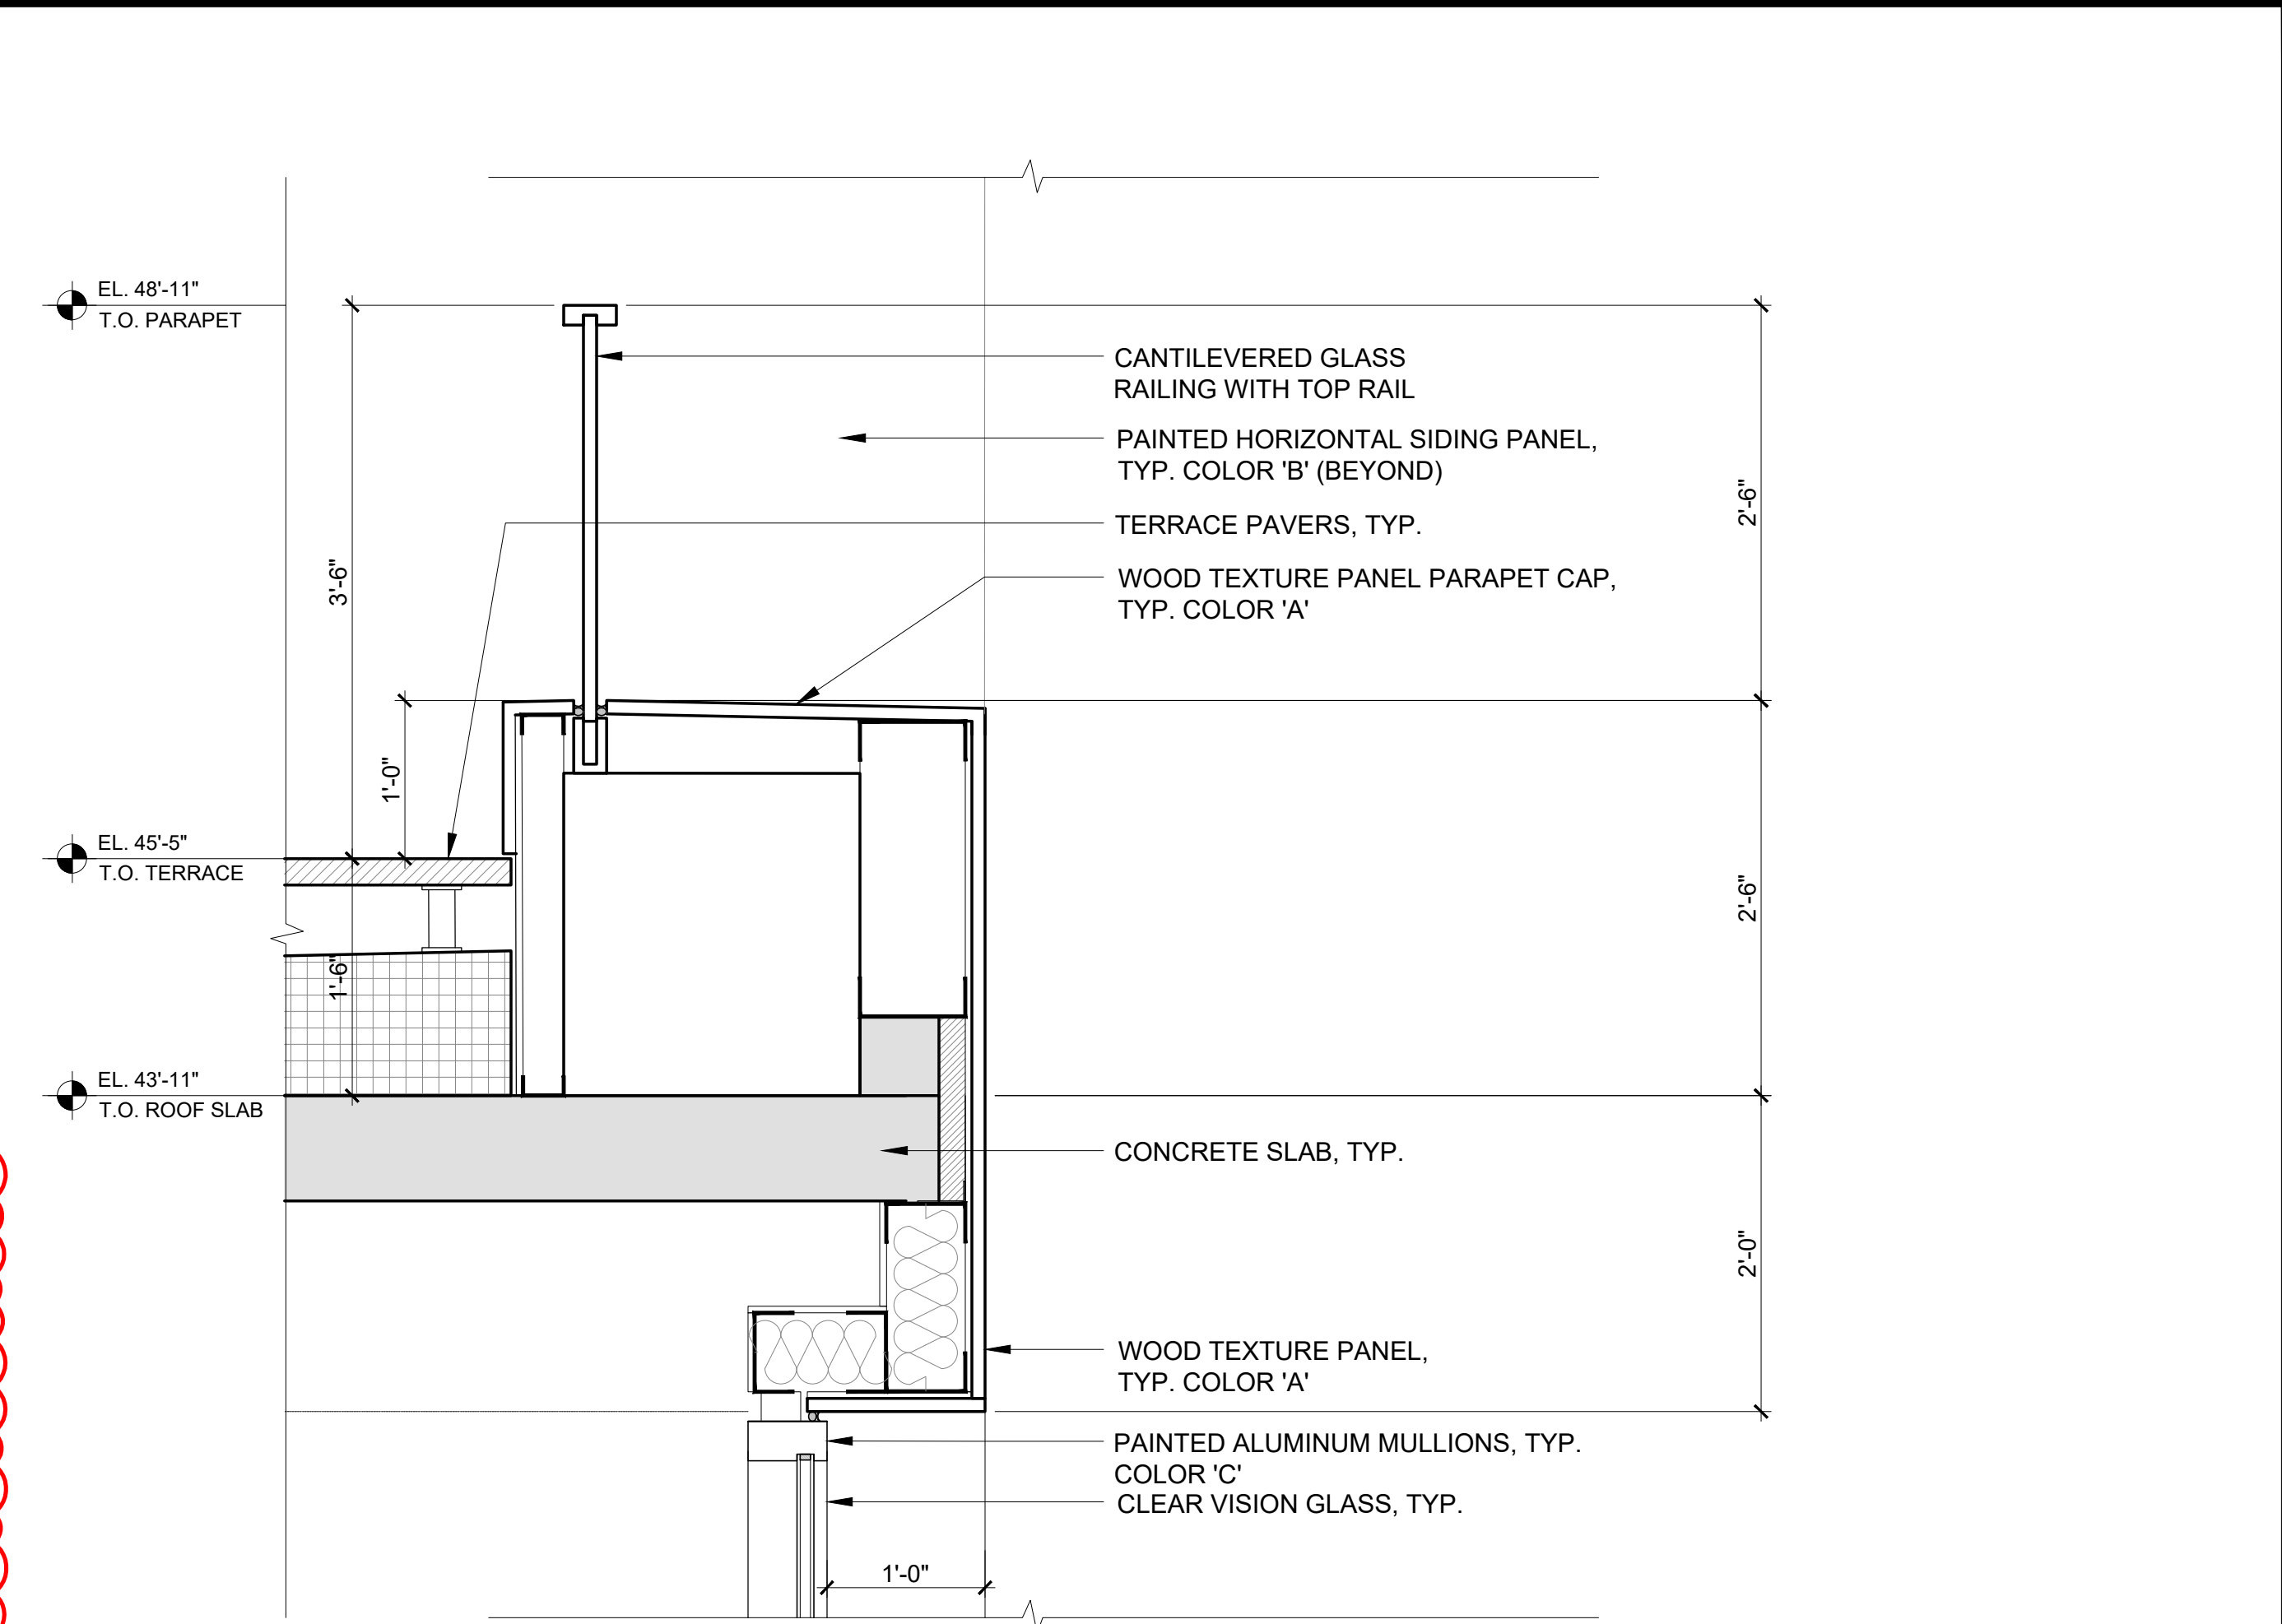 EL. 48'-11"
T.O. PARAPET
CANTILEVERED GLASS
RAILING WITH TOP RAIL
PAINTED HORIZONTAL SIDING PANEL,
TYP. COLOR 'B' (BEYOND)
2'-6"
TERRACE PAVERS, TYP.
3'-6"
WOOD TEXTURE PANEL PARAPET CAP,
TYP. COLOR 'A'
1'-0"
EL. 45'-5"
T.O. TERRACE
2'-6"
1'-6"
EL. 43'-11"
T.O. ROOF SLAB
CONCRETE SLAB, TYP.
2'-0"
WOOD TEXTURE PANEL,
TYP. COLOR 'A'
PAINTED ALUMINUM MULLIONS, TYP.
COLOR 'C'
CLEAR VISION GLASS, TYP.
1'-0"